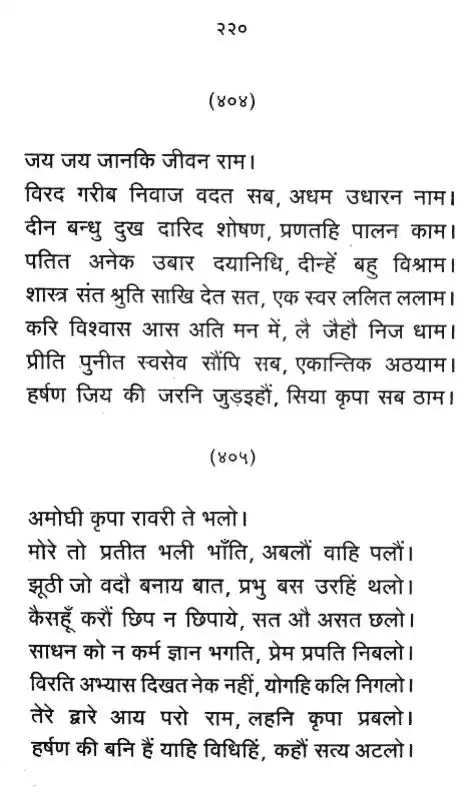 २२०
(४०४)
जय जय जानकि जीवन राम।
विरद गरीब निवाज वदत सब, अधम उधारन नाम।
दीन बन्धु दुख दारिद शोषण, प्रणतहि पालन काम।
पतित अनेक उबार दयानिधि, दीन्हें बहु विश्राम।
शास्त्र संत श्रुति साखि देत सत, एक स्वर ललित ललाम।
करि विश्वास आस अति मन में, लै जैहौ निज धाम।
प्रीति पुनीत स्वसेव सौंपि सब, एकान्तिक अठयाम।
हर्षण जिय की जरनि जुड़इहौं, सिया कृपा सब ठाम।
(४०५)
अमोघी कृपा रावरी ते भलो।
मोरे तो प्रतीत भली भाँति, अबलौं वाहि पलौं।
झूठी जो वदौ बनाय बात, प्रभु बस उरहिं थलो।
कैसहूँ करौं छिप न छिपाये, सत औ असत छलो।
साधन को न कर्म ज्ञान भगति, प्रेम प्रपति निबलो।
विरति अभ्यास दिखत नेक नहीं, योगहि कलि निगलो।
तेरे द्वारे आय परो राम, लहनि कृपा प्रबलो।
हर्षण की बनि हैं याहि विधिहिं, कहौं सत्य अटलो।